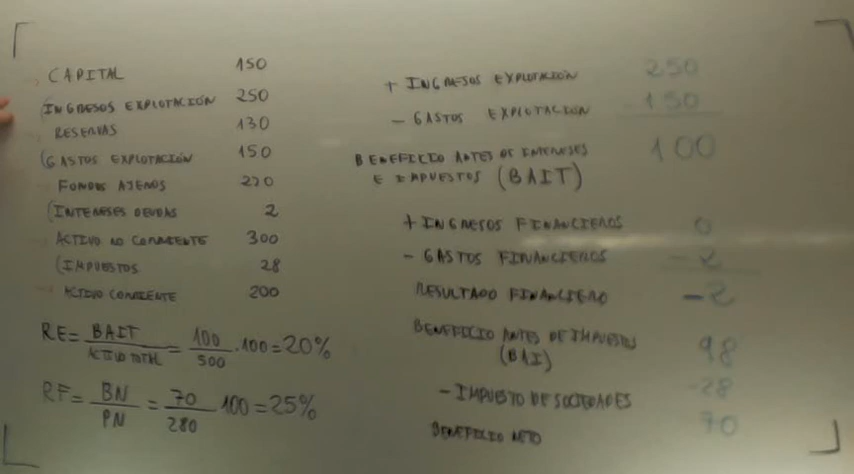 CAPITAL 150
INGRESOS EXPLOTACIÓN 250
RESERVAS 130
GASTOS EXPLOTACIÓN 150
FONDOS AJENOS 220
INTERESES DEUDAS 2
ACTIVO NO CORRIENTE 300
IMPUESTOS 28
ACTIVO CORRIENTE 200
RE = BAIT / ACTIVO TOTAL = 100 / 500 · 100 = 20%
RF = BN / PN = 70 / 280 100 = 25%
+ INGRESOS EXPLOTACIÓN 250
- GASTOS EXPLOTACIÓN - 150
BENEFICIO ANTES DE INTERESES
E IMPUESTOS (BAIT) 100
+ INGRESOS FINANCIEROS 0
- GASTOS FINANCIEROS - 2
RESULTADO FINANCIERO - 2
BENEFICIO ANTES DE IMPUESTOS
(BAI) 98
- IMPUESTO DE SOCIEDADES -28
BENEFICIO NETO 70